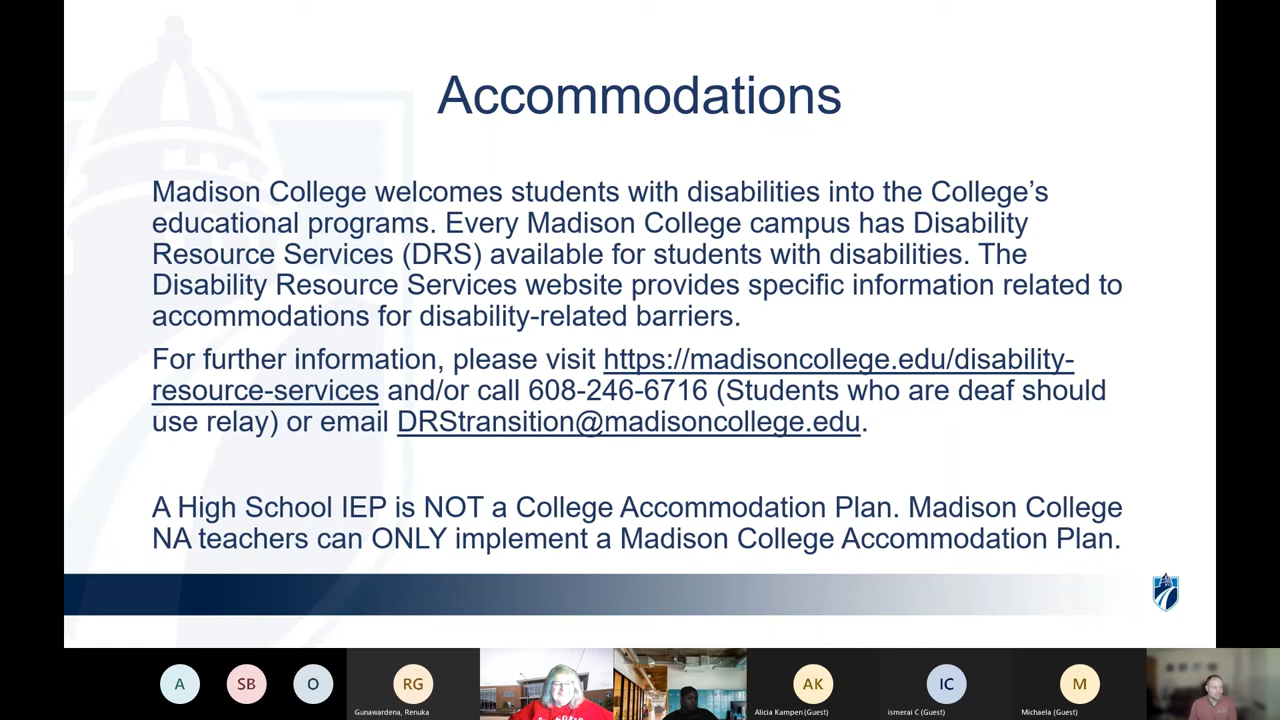 Accommodations
Madison College welcomes students with disabilities into the College’s
educational programs. Every Madison College campus has Disability
Resource Services (DRS) available for students with disabilities. The
Disability Resource Services website provides specific information related to
accommodations for disability-related barriers.
For further information, please visit https://madisoncollege.edu/disability-
resource-services and/or call 608-246-6716 (Students who are deaf should
use relay) or email DRStransition@madisoncollege.edu.
A High School IEP is NOT a College Accommodation Plan. Madison College
NA teachers can ONLY implement a Madison College Accommodation Plan.
A SB O RG AK IC M
Gunawardena, Renuka Alicia Kampen (Guest) ismerai C (Guest) Michaela (Guest)